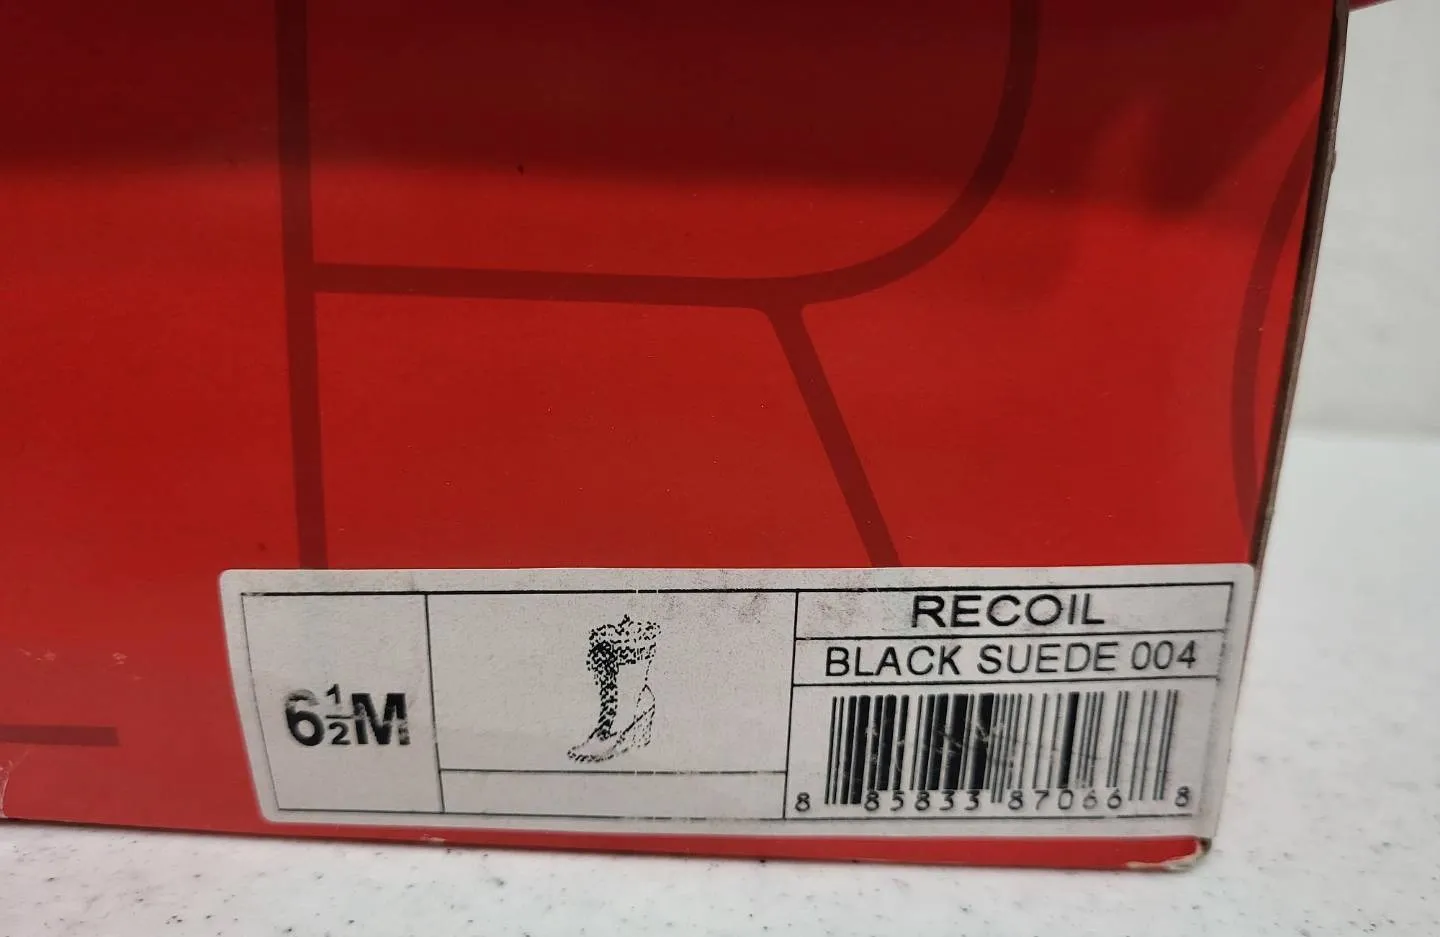 6½M
RECOIL
BLACK SUEDE 004
8 85833 87066 8